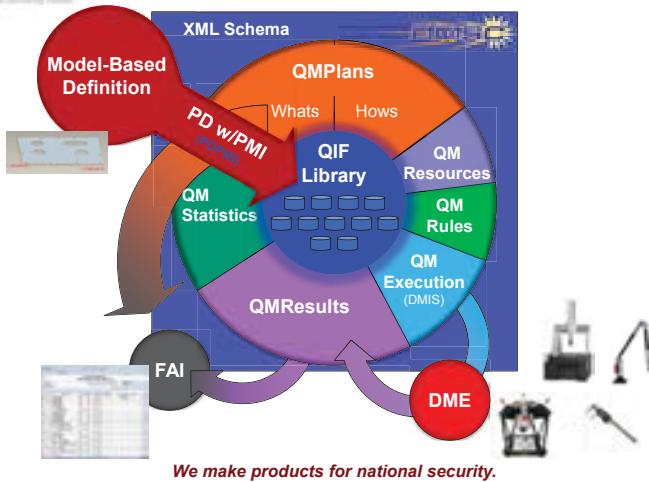 XML Schema
Model-Based
Definition
QMPlans
Whats
Hows
PD w/PMI
(PDPMI)
QIF
Library
QM
Resources
QM
Statistics
QM
Rules
QM
Execution
(DMIS)
QMResults
FAI
DME
We make products for national security.